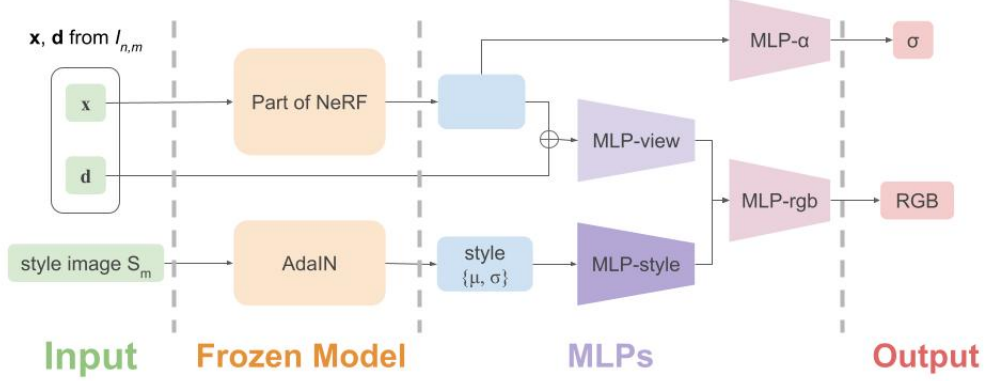 x, d from I_{n,m}
x
Part of NeRF
MLP-α
σ
d
MLP-view
MLP-rgb
RGB
style image S_m
AdaIN
style
{μ, σ}
MLP-style
Input
Frozen Model
MLPs
Output